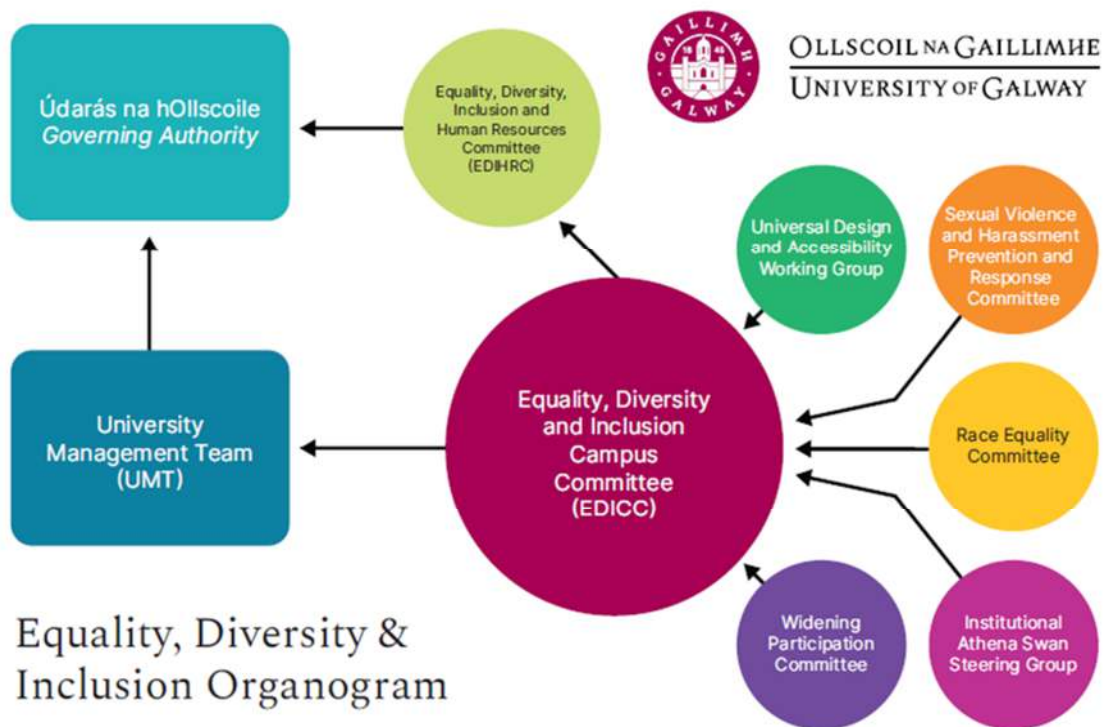 Údarás na hOllscoile
Governing Authority
Equality, Diversity,
Inclusion and
Human Resources
Committee
(EDIHRC)
GAILLIMH
1845
GALWAY
OLLSCOIL NA GAILLIMHE
UNIVERSITY OF GALWAY
Universal Design
and Accessibility
Working Group
Sexual Violence
and Harassment
Prevention and
Response
Committee
University
Management Team
(UMT)
Equality, Diversity
and Inclusion
Campus
Committee
(EDICC)
Race Equality
Committee
Widening
Participation
Committee
Institutional
Athena Swan
Steering Group
Equality, Diversity &
Inclusion Organogram